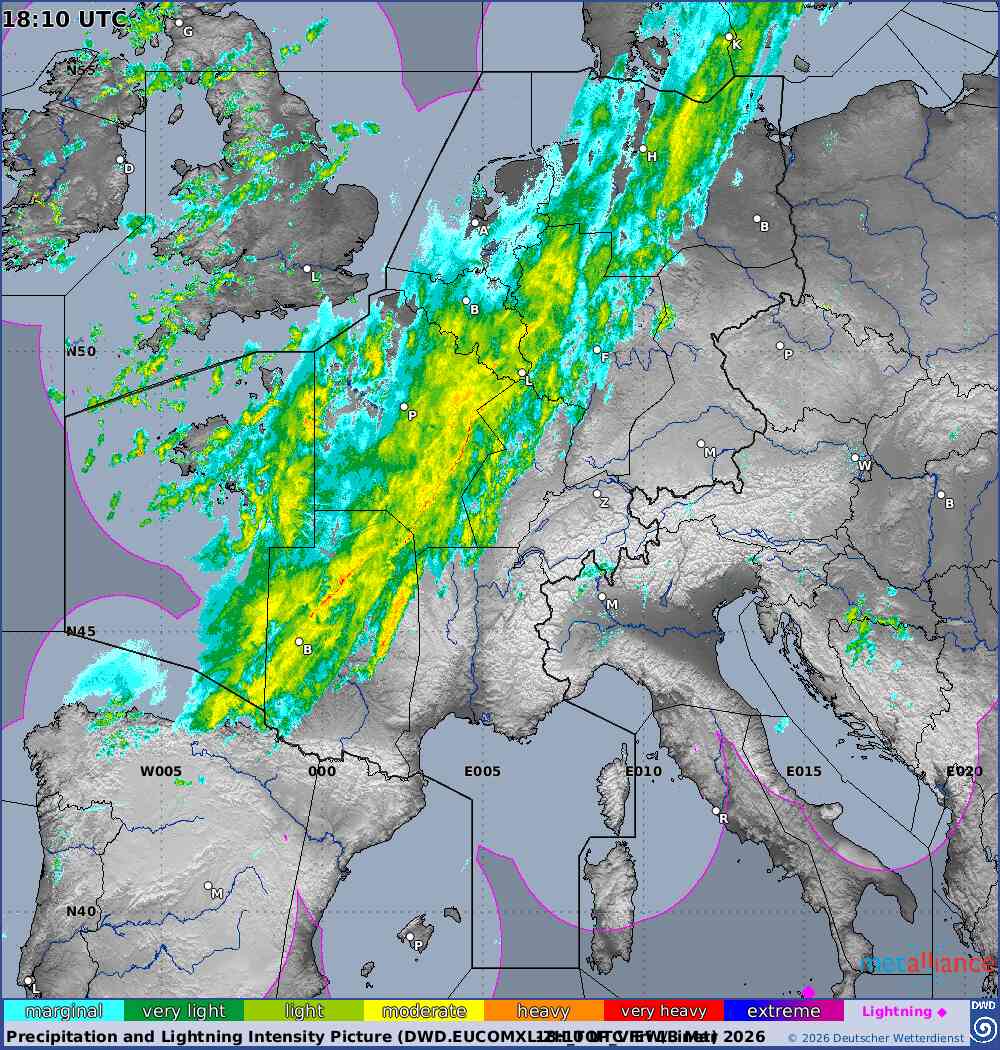 18:10 UTC
G
K
N55
H
D
A
B
L
B
N50
P
F
L
P
M
W
Z
B
M
N45
B
W005
000
E005
E010
E015
E020
R
M
N40
P
L
metalliance
marginal
very light
light
moderate
heavy
very heavy
extreme
Lightning
DWD
Precipitation and Lightning Intensity Picture (DWD.EUCOMXL
2026
© 2026 Deutscher Wetterdienst